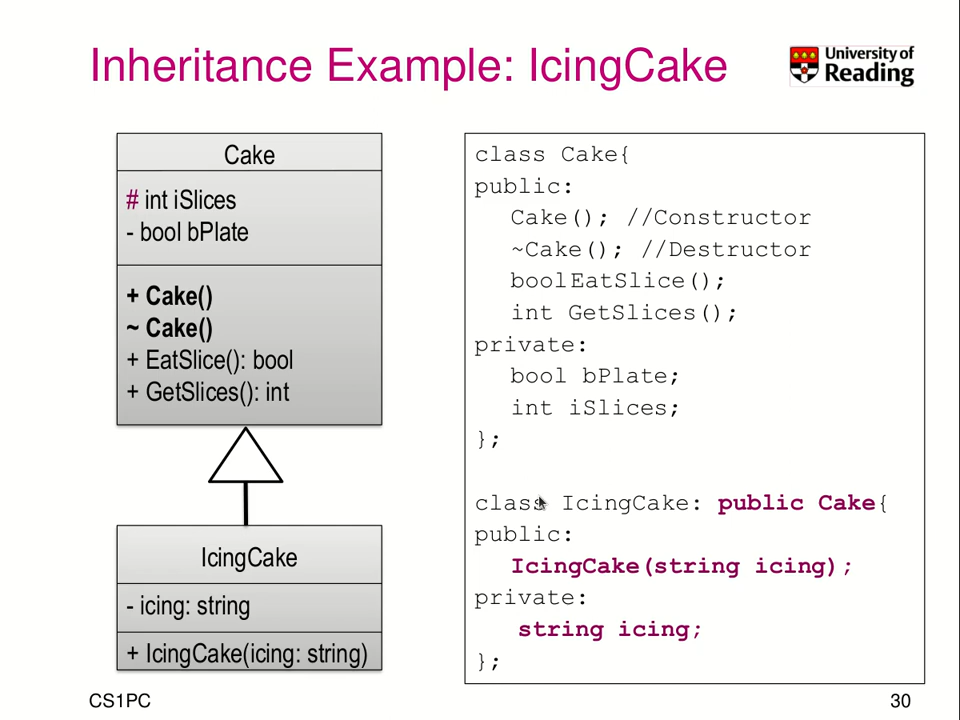 Inheritance Example: IcingCake
University of
Reading
Cake
# int iSlices
- bool bPlate
+ Cake()
~ Cake()
+ EatSlice(): bool
+ GetSlices(): int
IcingCake
- icing: string
+ IcingCake(icing: string)
class Cake{
public:
Cake(); //Constructor
~Cake(); //Destructor
boolEatSlice();
int GetSlices();
private:
bool bPlate;
int iSlices;
};
class IcingCake: public Cake{
public:
IcingCake(string icing);
private:
string icing;
};
CS1PC
30